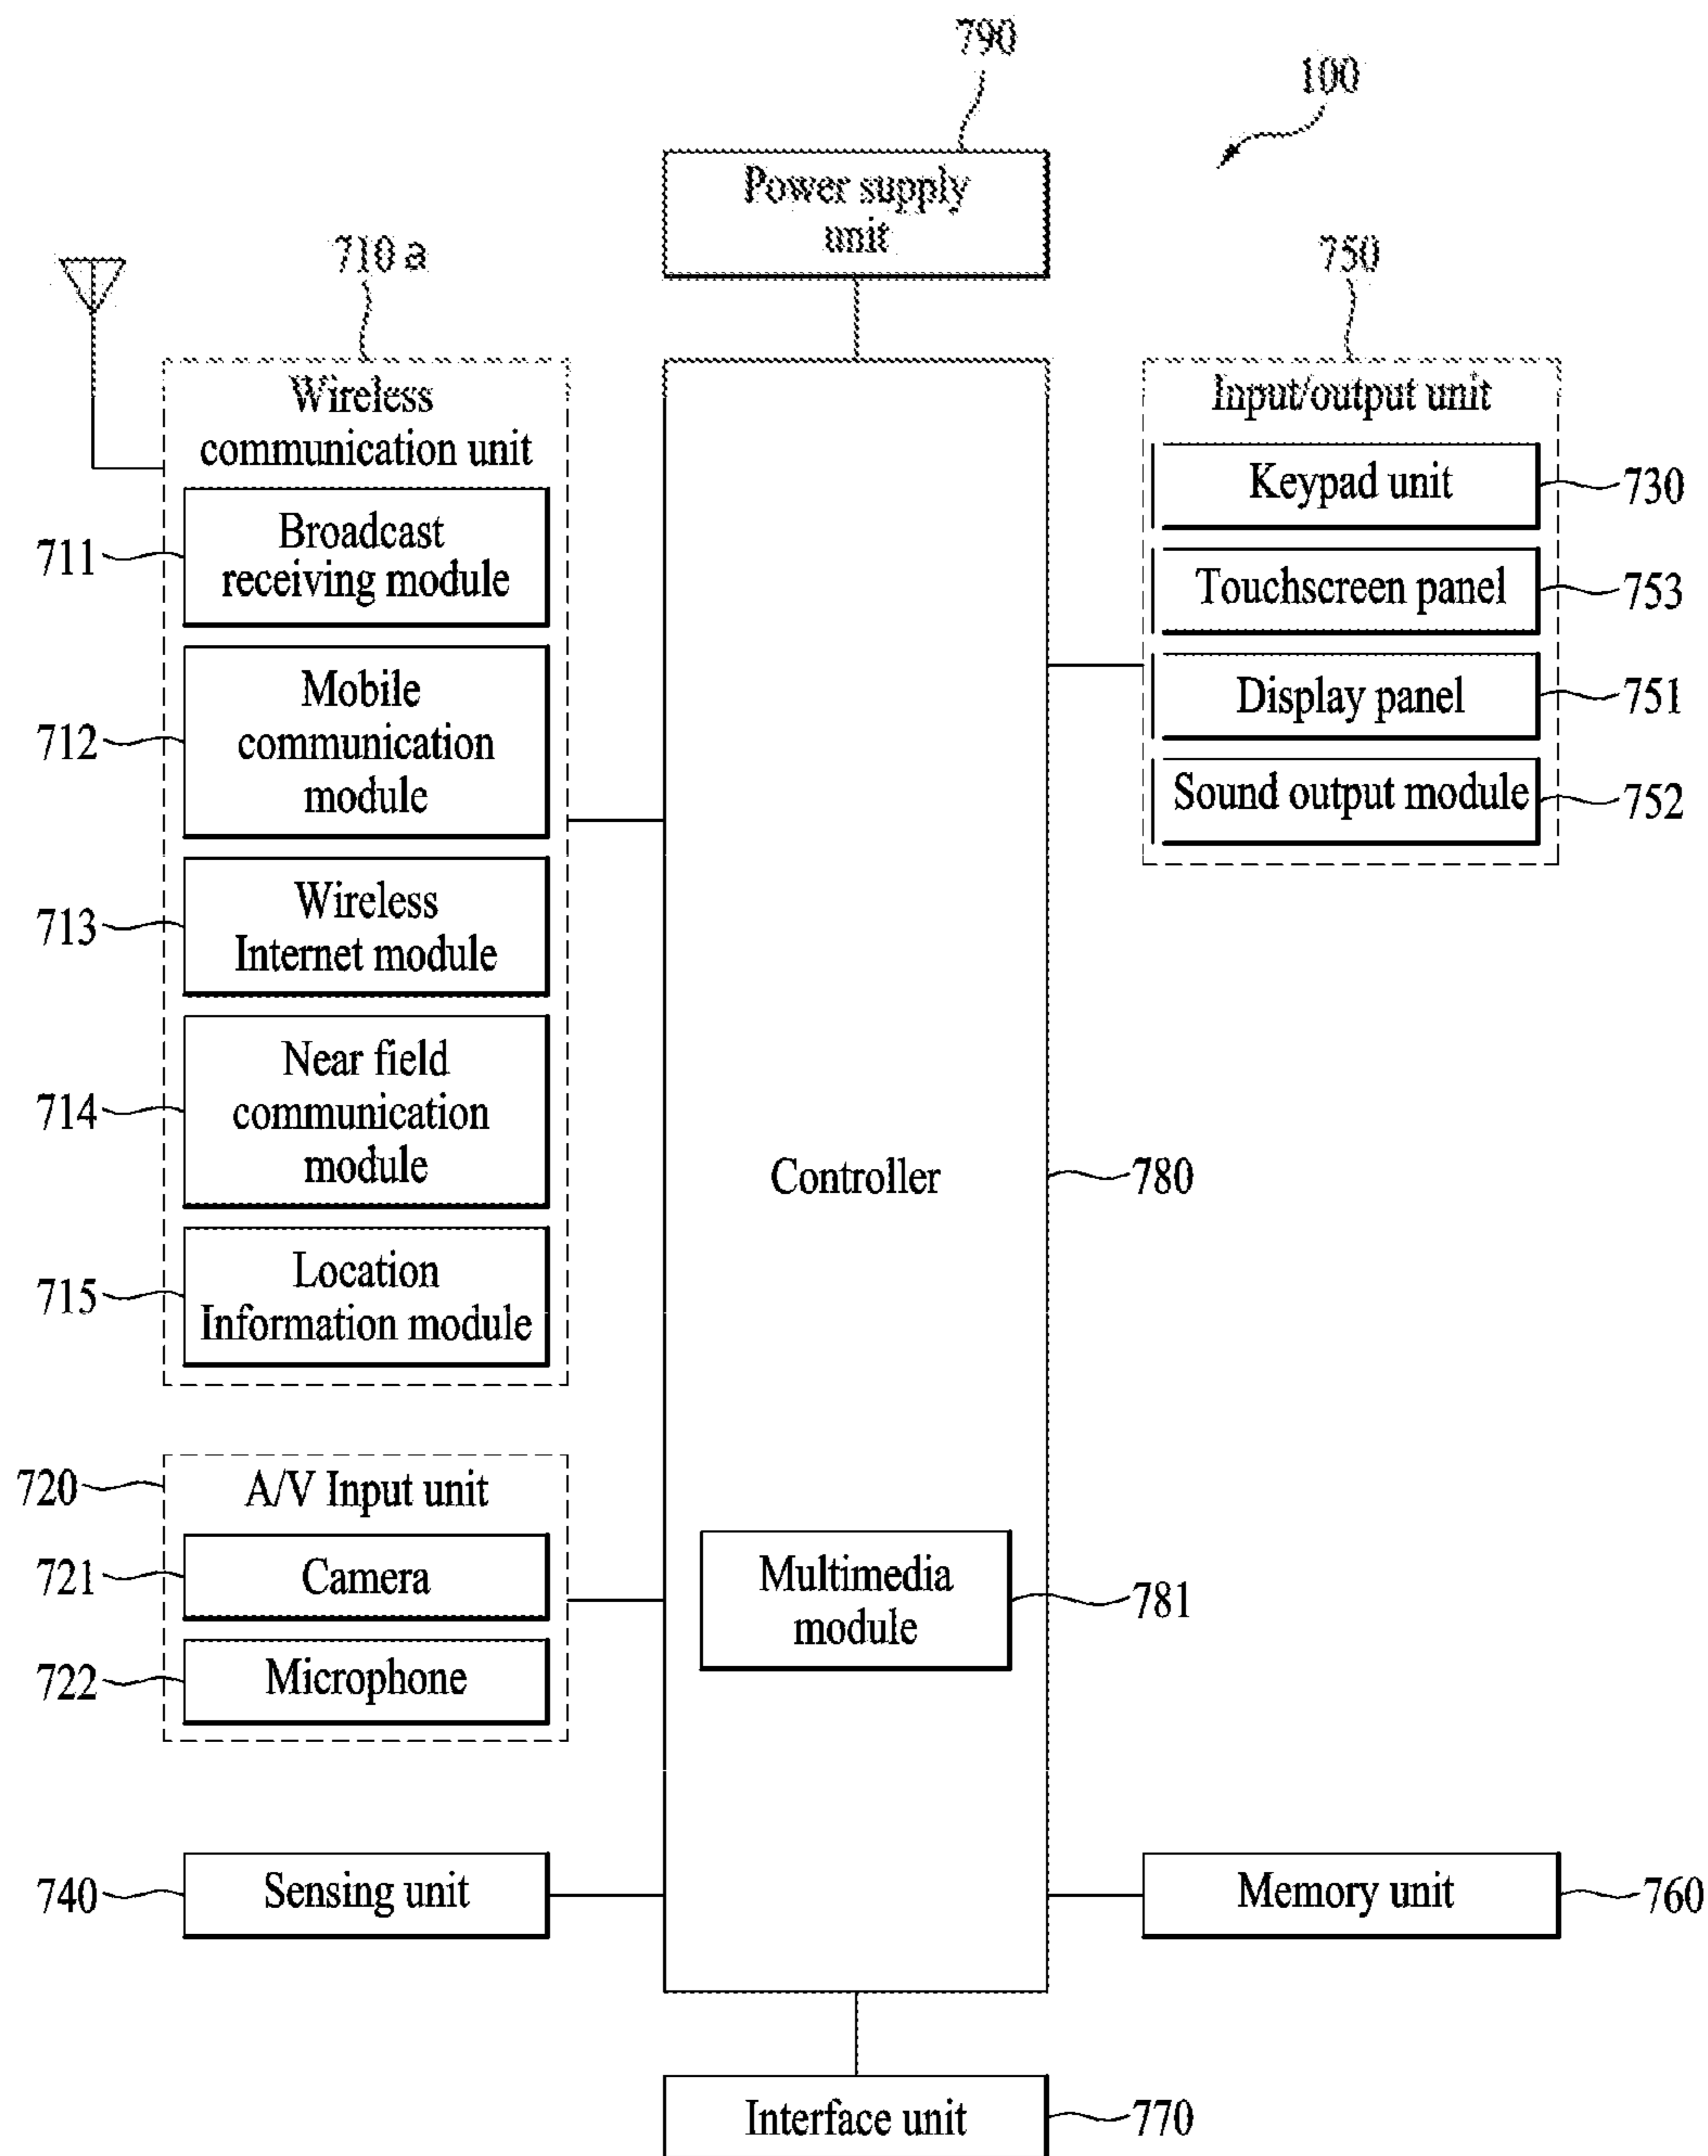 790
100
Power supply
unit
710 a
750
Wireless
communication unit
711
Broadcast
receiving module
712
Mobile
communication
module
713
Wireless
Internet module
714
Near field
communication
module
715
Location
Information module
720
A/V Input unit
721
Camera
722
Microphone
740
Sensing unit
Controller
780
Multimedia
module
781
Input/output unit
Keypad unit
730
Touchscreen panel
753
Display panel
751
Sound output module
752
Memory unit
760
Interface unit
770